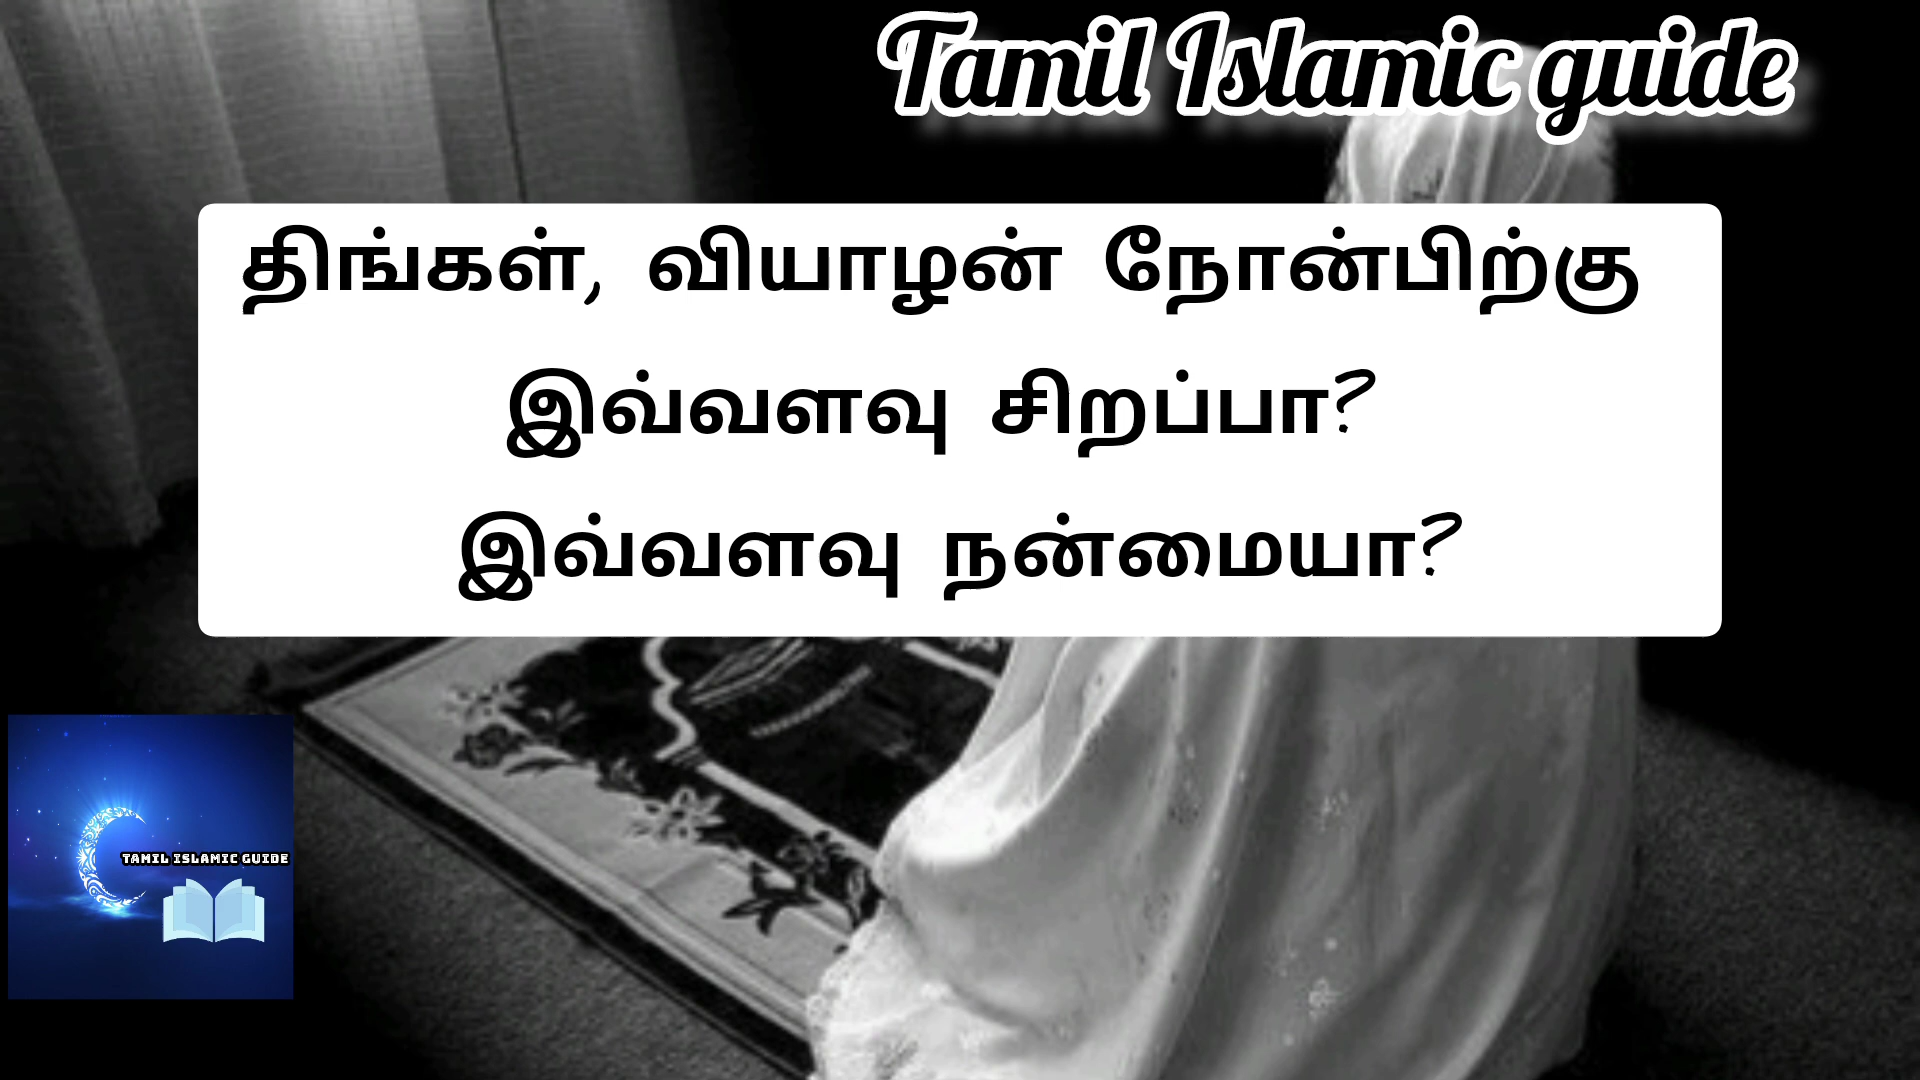 Tamil Islamic guide
திங்கள், வியாழன் நோன்பிற்கு
இவ்வளவு சிறப்பா?
இவ்வளவு நன்மையா?
TAMIL ISLAMIC GUIDE